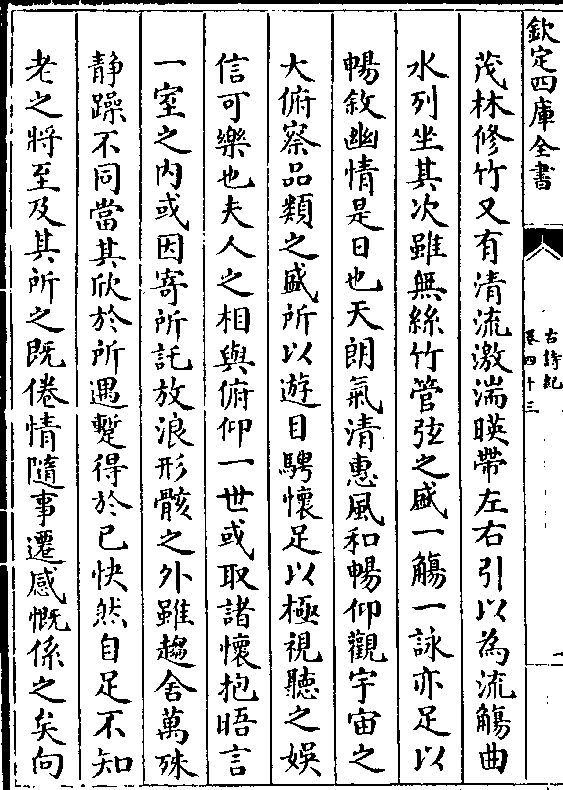 欽定四庫全書
古詩紀
卷四十三
茂林修竹又有清流激湍暎帶左右引以為流觴曲
水列坐其次雖無絲竹管弦之盛一觴一詠亦足以
暢敘幽情是日也天朗氣清惠風和暢仰觀宇宙之
大俯察品類之盛所以遊目騁懷足以極視聽之娛
信可樂也夫人之相與俯仰一世或取諸懷抱晤言
一室之內或因寄所託放浪形骸之外雖趨舍萬殊
静躁不同當其欣於所遇蹔得於已快然自足不知
老之將至及其所之既倦情隨事遷感慨係之矣向